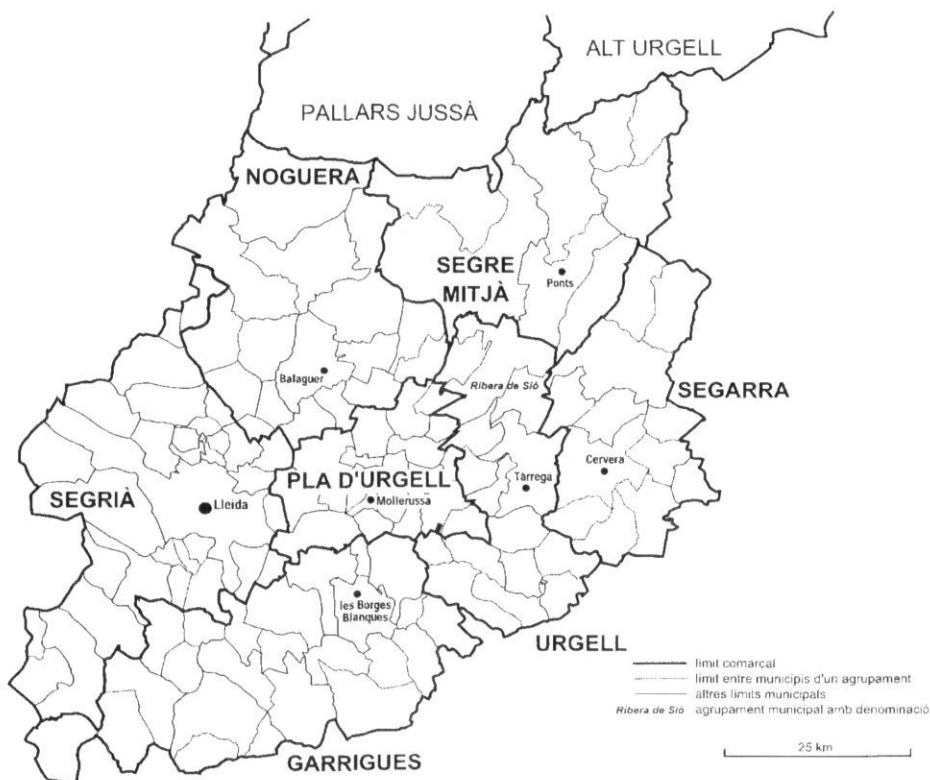 ALT URGELL
PALLARS JUSSÀ
NOGUERA
SEGRE
MITJÀ
Ponts
Balaguer
Ribera de Sió
SEGARRA
Cervera
PLA D'URGELL
Tàrrega
Mollerussa
SEGRIÀ
Lleida
les Borges
Blanques
URGELL
GARRIGUES
límit comarcal
límit entre municipis d'un agrupament
altres límits municipals
Ribera de Sió agrupament municipal amb denominació
25 km